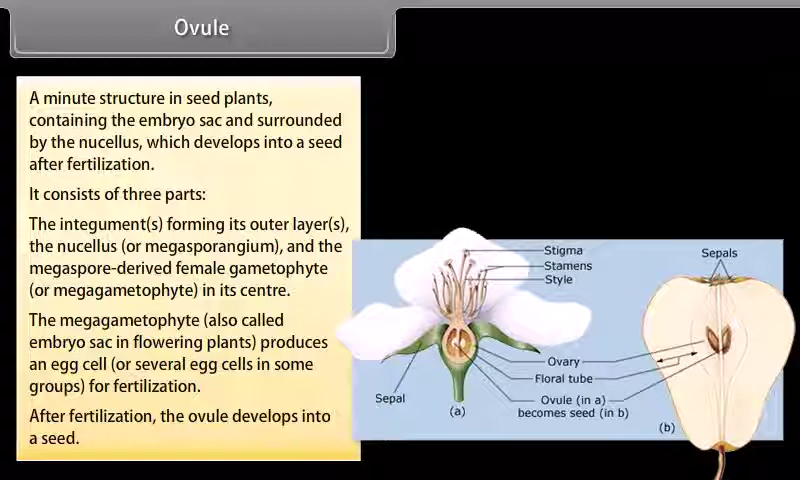 Ovule
A minute structure in seed plants,
containing the embryo sac and surrounded
by the nucellus, which develops into a seed
after fertilization.
It consists of three parts:
The integument(s) forming its outer layer(s),
the nucellus (or megasporangium), and the
megaspore-derived female gametophyte
(or megagametophyte) in its centre.
The megagametophyte (also called
embryo sac in flowering plants) produces
an egg cell (or several egg cells in some
groups) for fertilization.
After fertilization, the ovule develops into
a seed.
Stigma
Stamens
Style
Sepals
Ovary
Floral tube
Sepal
Ovule (in a)
becomes seed (in b)
(a)
(b)